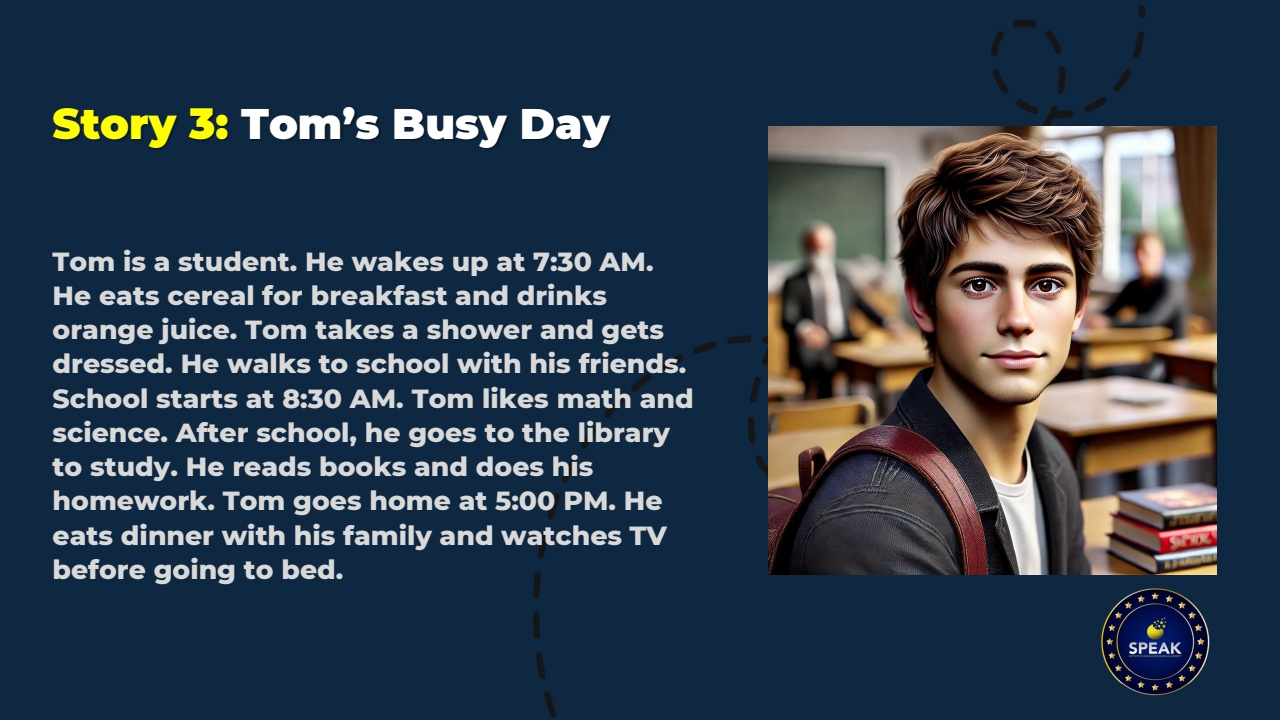 Story 3: Tom’s Busy Day
Tom is a student. He wakes up at 7:30 AM.
He eats cereal for breakfast and drinks
orange juice. Tom takes a shower and gets
dressed. He walks to school with his friends.
School starts at 8:30 AM. Tom likes math and
science. After school, he goes to the library
to study. He reads books and does his
homework. Tom goes home at 5:00 PM. He
eats dinner with his family and watches TV
before going to bed.
SPEAK